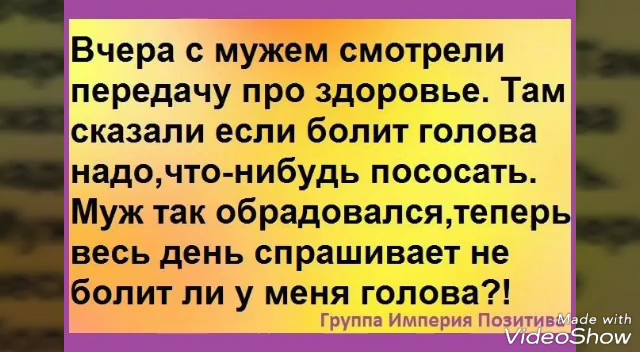 Вчера с мужем смотрели
передачу про здоровье. Там
сказали если болит голова
надо,что-нибудь пососать.
Муж так обрадовался,теперь
весь день спрашивает не
болит ли у меня голова?!
Группа Империя Позитива
Made with
VideoShow